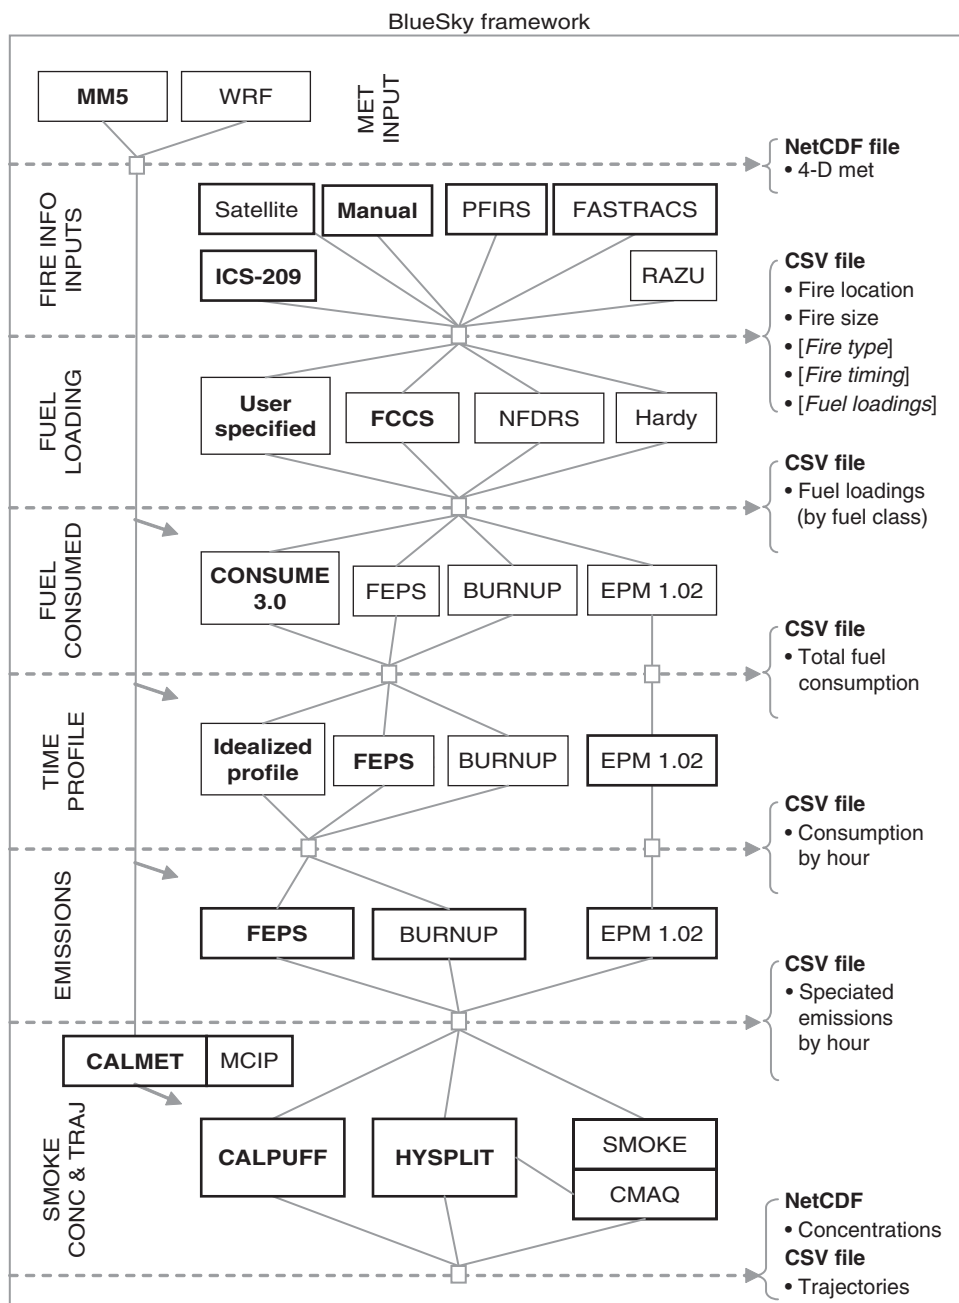 BlueSky framework
MM5
WRF
MET
INPUT
NetCDF file
• 4-D met
FIRE INFO
INPUTS
Satellite
Manual
PFIRS
FASTRACS
ICS-209
RAZU
CSV file
• Fire location
• Fire size
• [Fire type]
• [Fire timing]
• [Fuel loadings]
FUEL
LOADING
User
specified
FCCS
NFDRS
Hardy
CSV file
• Fuel loadings
(by fuel class)
FUEL
CONSUMED
CONSUME
3.0
FEPS
BURNUP
EPM 1.02
CSV file
• Total fuel
consumption
TIME
PROFILE
Idealized
profile
FEPS
BURNUP
EPM 1.02
CSV file
• Consumption
by hour
EMISSIONS
FEPS
BURNUP
EPM 1.02
CSV file
• Speciated
emissions
by hour
CALMET
MCIP
SMOKE
CONC & TRAJ
CALPUFF
HYSPLIT
SMOKE
CMAQ
NetCDF
• Concentrations
CSV file
• Trajectories